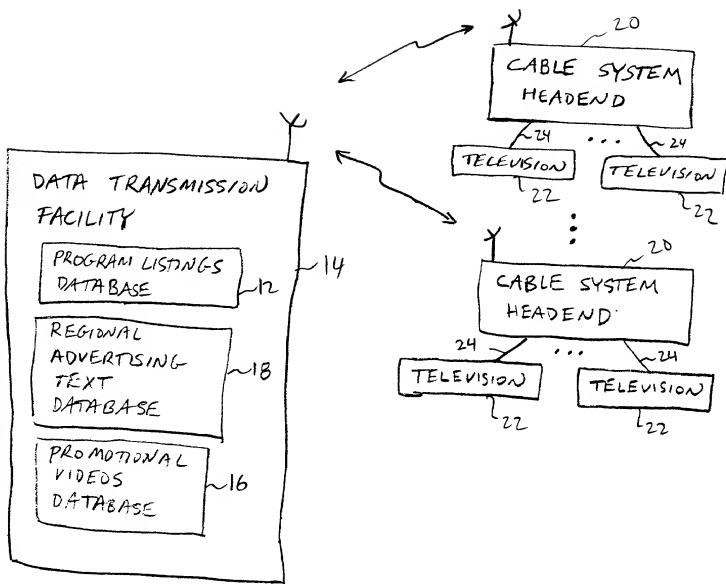 DATA TRANSMISSION
FACILITY
14
PROGRAM LISTINGS
DATABASE
12
REGIONAL
ADVERTISING
TEXT
DATABASE
18
PROMOTIONAL
VIDEOS
DATABASE
16
20
CABLE SYSTEM
HEADEND
24
...
24
TELEVISION
22
TELEVISION
22
20
CABLE SYSTEM
HEADEND
24
...
24
TELEVISION
22
TELEVISION
22